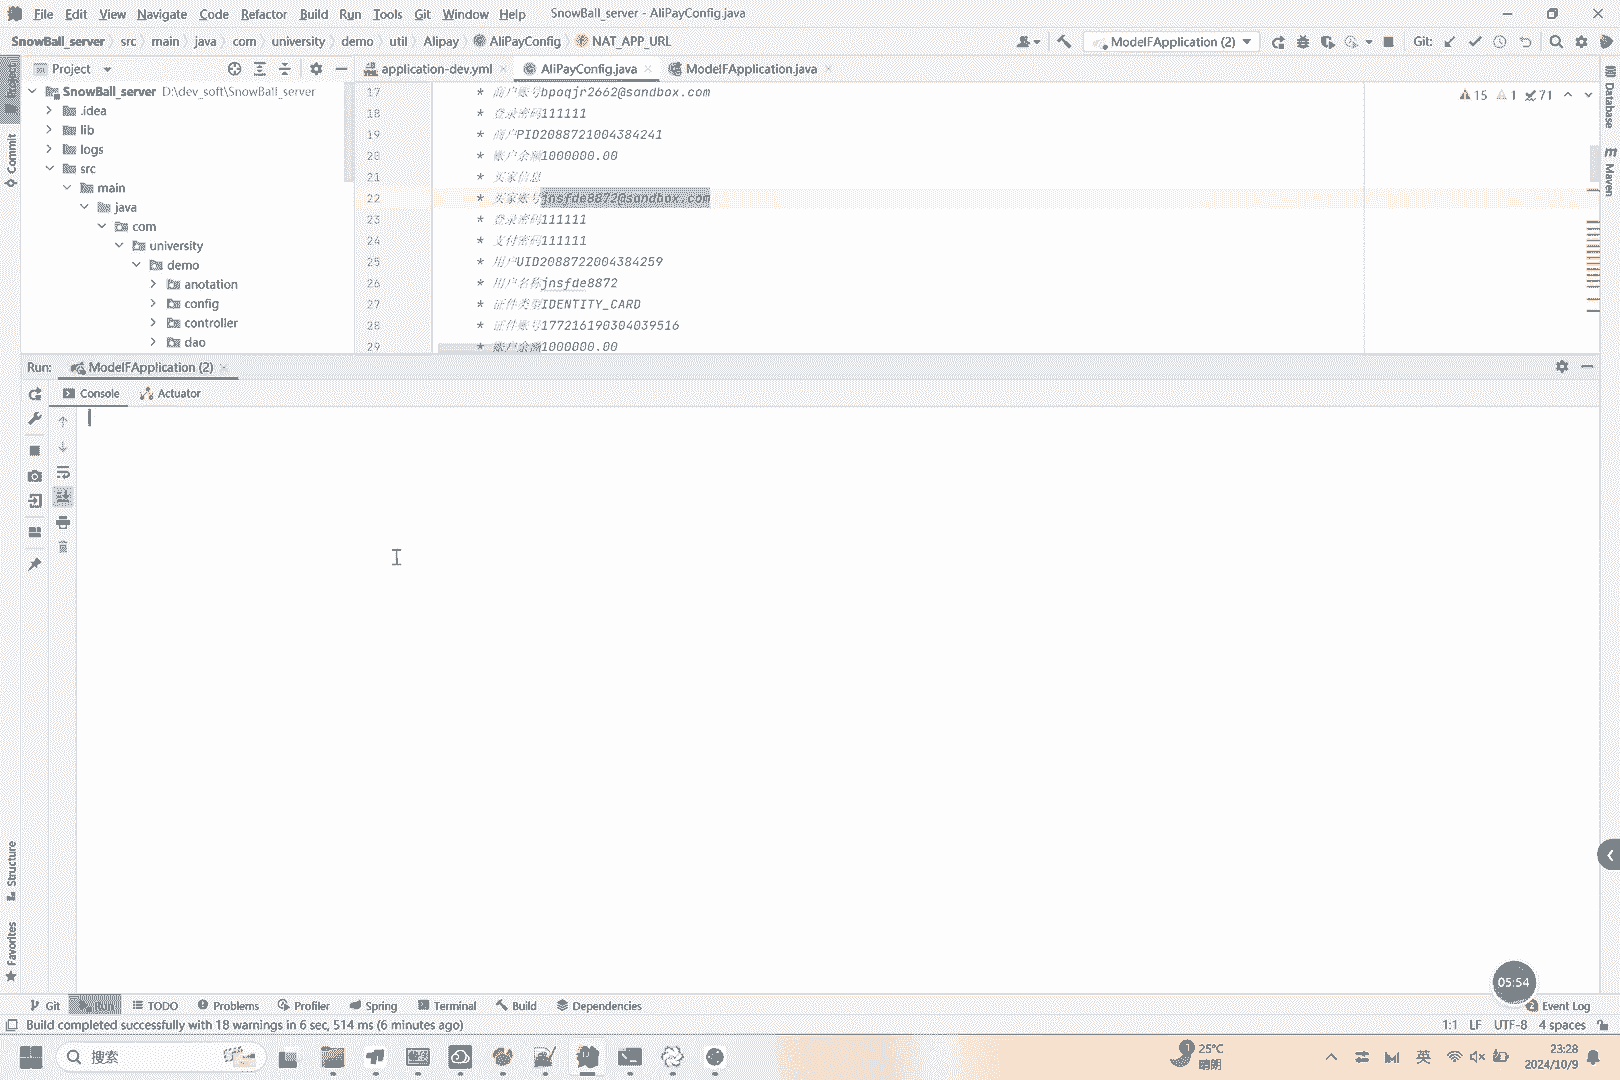 File Edit View Navigate Code Refactor Build Run Tools Git Window Help SnowBall_server - AliPayConfig.java
SnowBall_server src main java com university demo util Alipay AliPayConfig NAT_APP_URL ModelFApplication (2) Git:
Project application-dev.yml AliPayConfig.java ModelFApplication.java
SnowBall_server D:\dev_soft\SnowBall_server
.idea
lib
logs
src
main
java
com
university
demo
anotation
config
controller
dao
17 * 商户账号bpoqjr2662@sandbox.com
18 * 登录密码111111
19 * 商户PID2088721004384241
20 * 账户余额1000000.00
21 * 买家信息
22 * 买家账号jnsfde8872@sandbox.com
23 * 登录密码111111
24 * 支付密码111111
25 * 用户UID2088722004384259
26 * 用户名称jnsfde8872
27 * 证件类型IDENTITY_CARD
28 * 证件账号177216190304039516
29 * 账户余额1000000.00
15 1 71
Project
Commit
Structure
Favorites
Database
Maven
Run: ModelFApplication (2)
Console Actuator
05:54
Git Run TODO Problems Profiler Spring Terminal Build Dependencies 2 Event Log
Build completed successfully with 18 warnings in 6 sec, 514 ms (6 minutes ago) 1:1 LF UTF-8 4 spaces
搜索
1 25°C
晴朗
英
23:28
2024/10/9